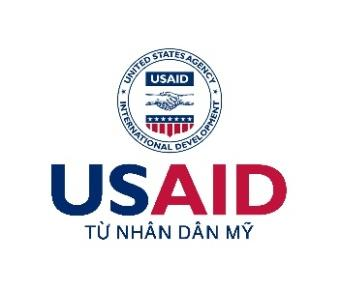 UNITED STATES AGENCY
USAID
INTERNATIONAL DEVELOPMENT
USAID
TỪ NHÂN DÂN MỸ